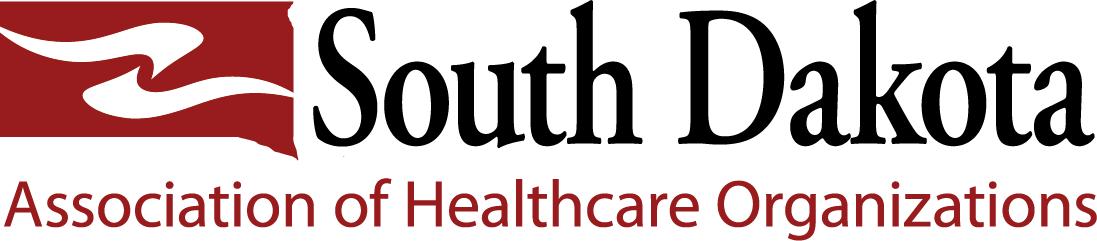 South Dakota
Association of Healthcare Organizations